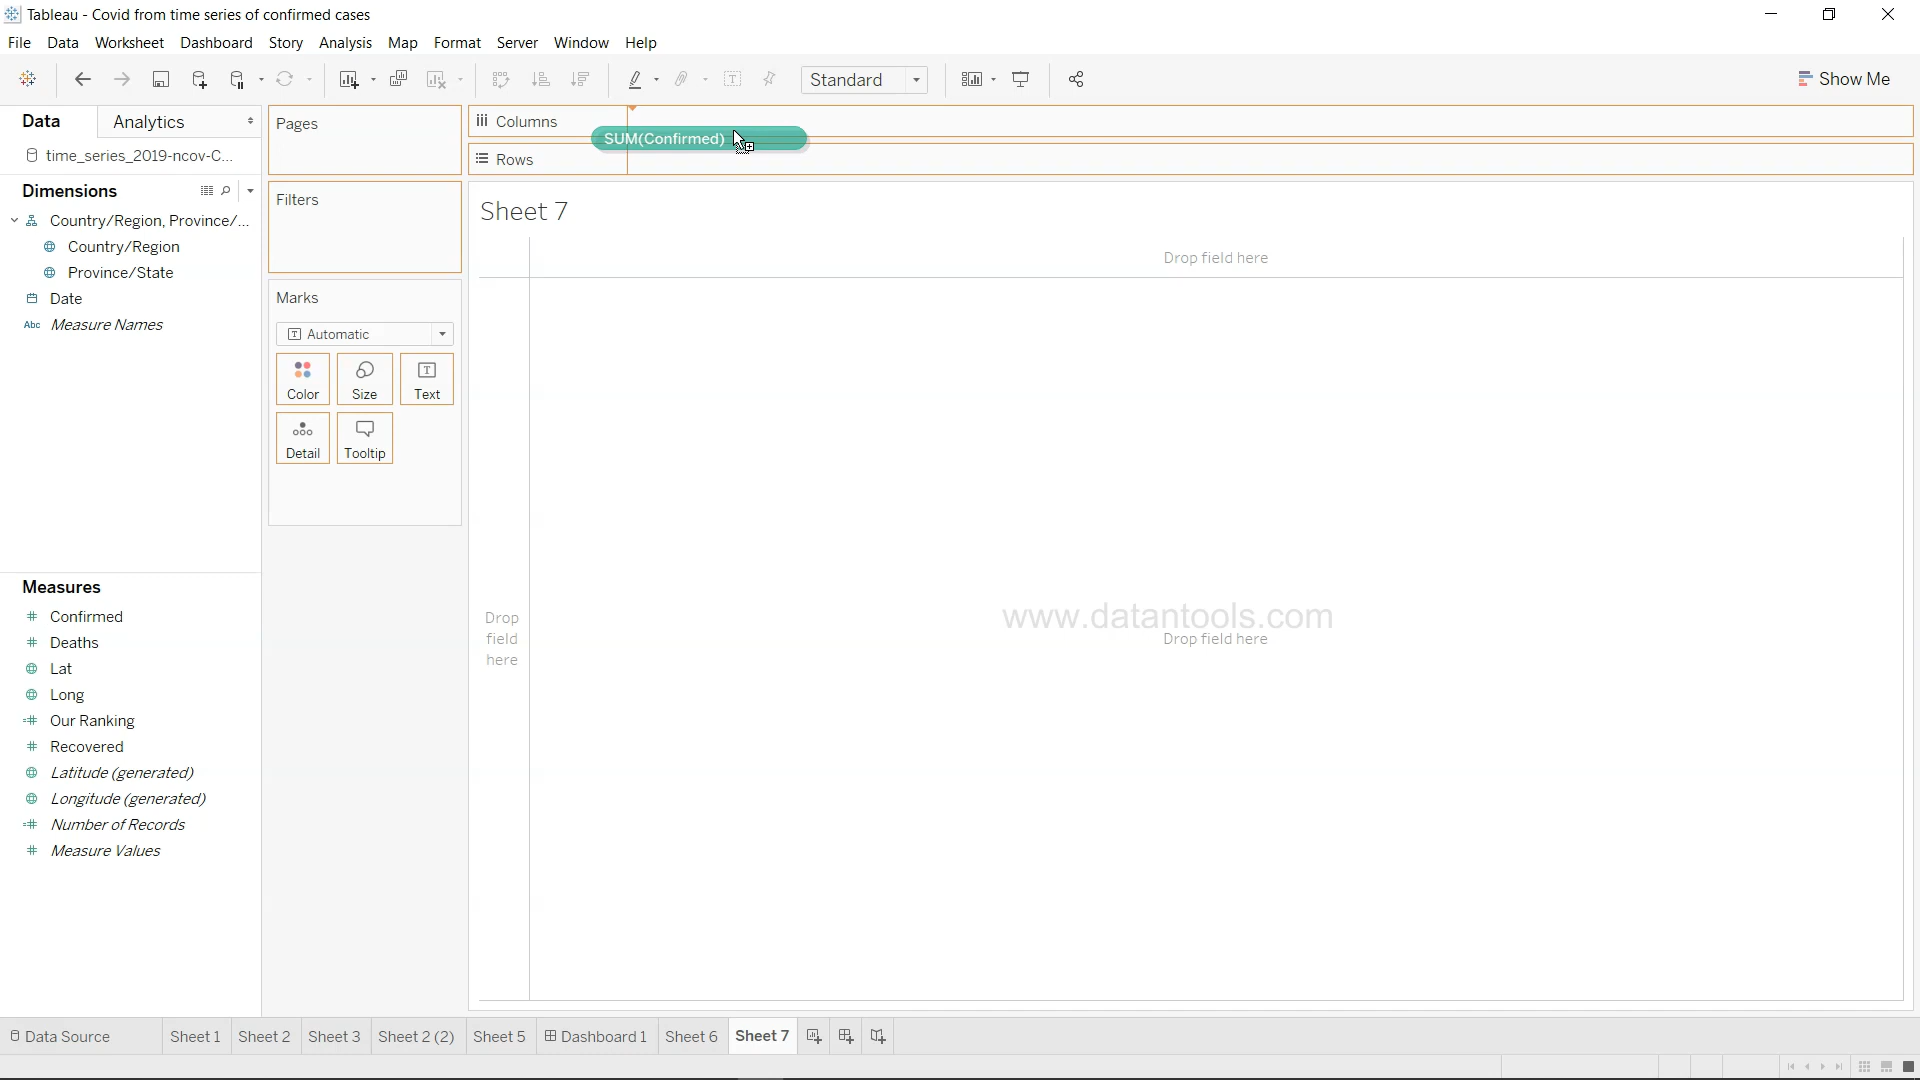 Tableau - Covid from time series of confirmed cases
File Data Worksheet Dashboard Story Analysis Map Format Server Window Help
Standard
Show Me
Data
Analytics
Pages
Columns
SUM(Confirmed)
time_series_2019-ncov-C...
Rows
Dimensions
Filters
Sheet 7
Country/Region, Province/...
Country/Region
Drop field here
Province/State
Date
Marks
Abc Measure Names
Automatic
Color Size Text
Detail Tooltip
Measures
Confirmed
Drop
field
here
www.datantools.com
Drop field here
Deaths
Lat
Long
Our Ranking
Recovered
Latitude (generated)
Longitude (generated)
Number of Records
Measure Values
Data Source Sheet 1 Sheet 2 Sheet 3 Sheet 2 (2) Sheet 5 Dashboard 1 Sheet 6 Sheet 7